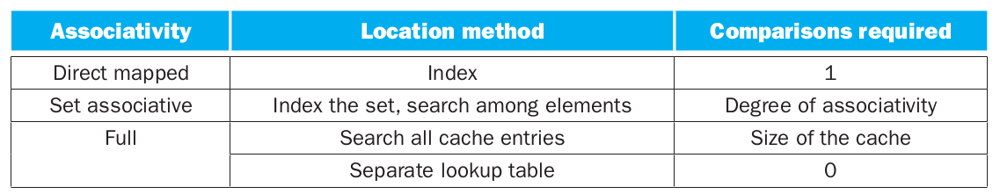 Associativity Location method Comparisons required
Direct mapped Index 1
Set associative Index the set, search among elements Degree of associativity
Full Search all cache entries Size of the cache
Separate lookup table 0